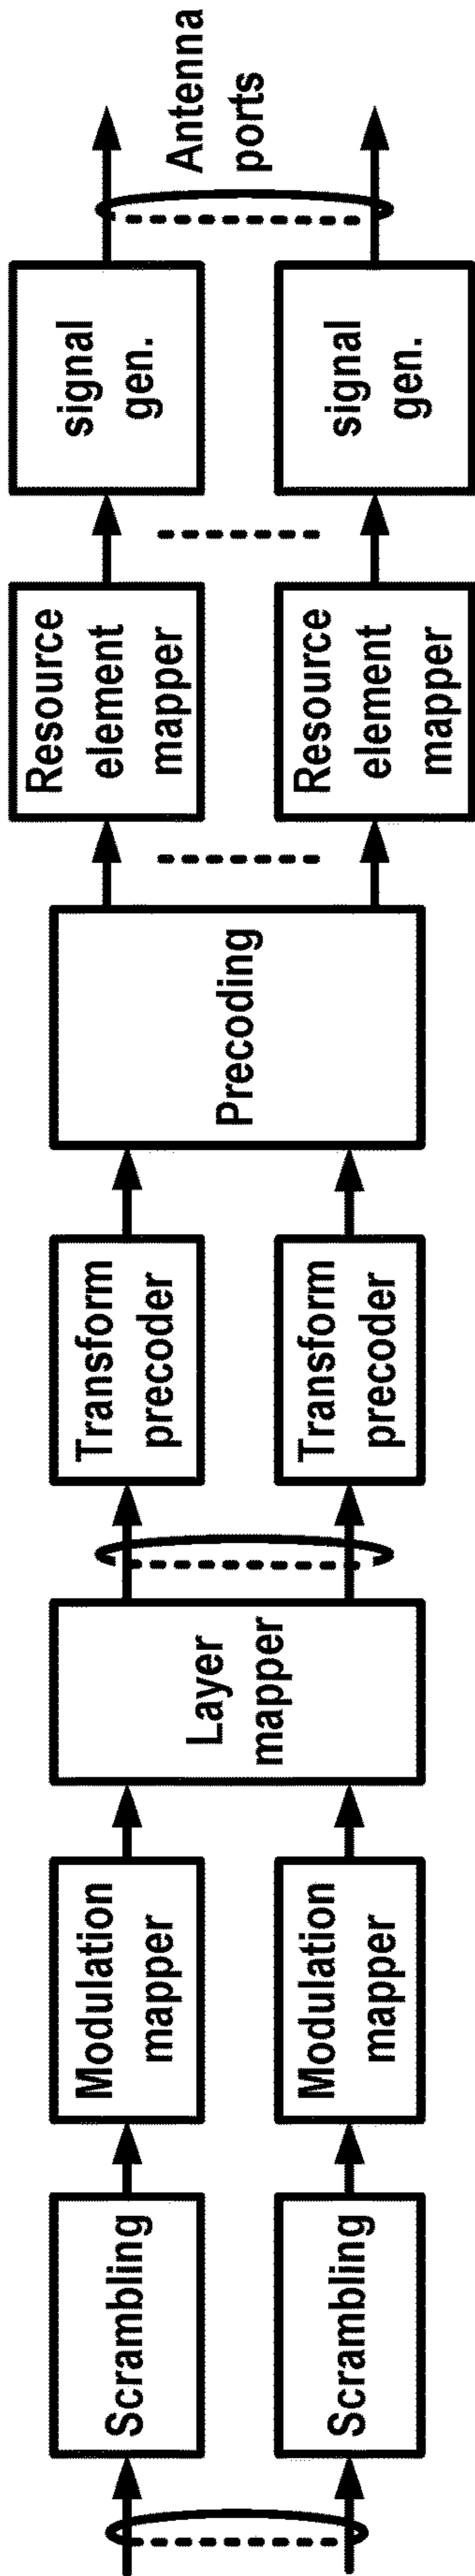 Scrambling
Scrambling
Modulation
mapper
Modulation
mapper
Layer
mapper
Transform
precoder
Transform
precoder
Precoding
Resource
element
mapper
Resource
element
mapper
signal
gen.
signal
gen.
Antenna
ports